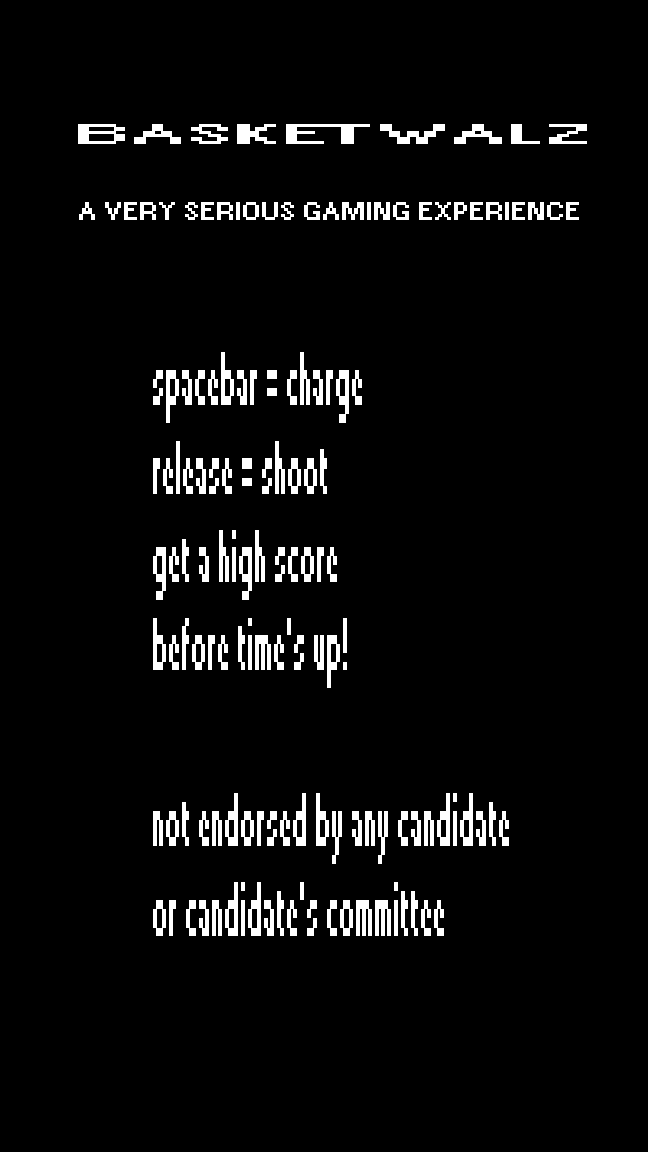 BASKETWALZ
A VERY SERIOUS GAMING EXPERIENCE
spacebar = charge
release = shoot
get a high score
before time's up!
not endorsed by any candidate
or candidate's committee